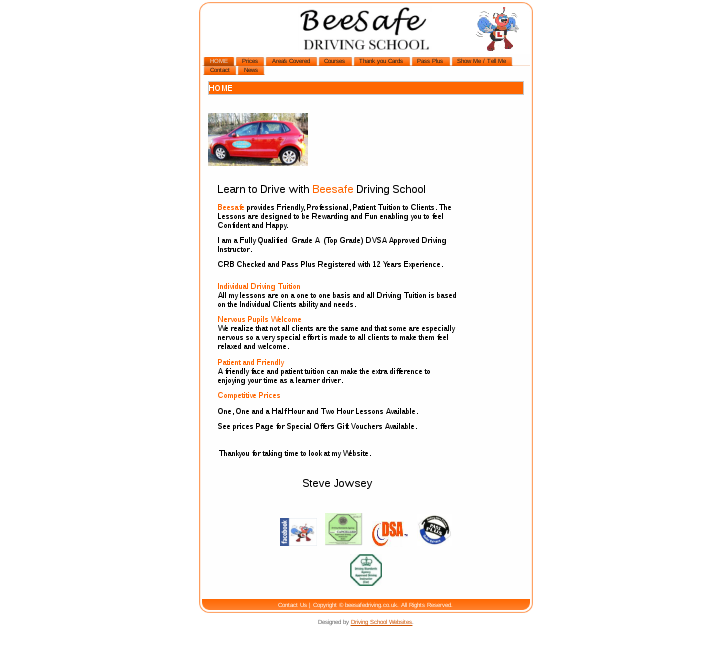 BeeSafe
DRIVING SCHOOL
HOME Prices Areas Covered Courses Thank you Cards Pass Plus Show Me / Tell Me
Contact News
HOME
Learn to Drive with Beesafe Driving School
Beesafe provides Friendly, Professional, Patient Tuition to Clients. The
Lessons are designed to be Rewarding and Fun enabling you to feel
Confident and Happy.
I am a Fully Qualified Grade A (Top Grade) DVSA Approved Driving
Instructor.
CRB Checked and Pass Plus Registered with 12 Years Experience.
Individual Driving Tuition
All my lessons are on a one to one basis and all Driving Tuition is based
on the Individual Clients ability and needs.
Nervous Pupils Welcome
We realize that not all clients are the same and that some are especially
nervous so a very special effort is made to all clients to make them feel
relaxed and welcome.
Patient and Friendly
A friendly face and patient tuition can make the extra difference to
enjoying your time as a learner driver.
Competitive Prices
One, One and a Half Hour and Two Hour Lessons Available.
See prices Page for Special Offers Gift Vouchers Available.
Thankyou for taking time to look at my Website.
Steve Jowsey
facebook
DSA
PASS PLUS
Contact Us | Copyright © beesafedriving.co.uk. All Rights Reserved.
Designed by Driving School Websites.